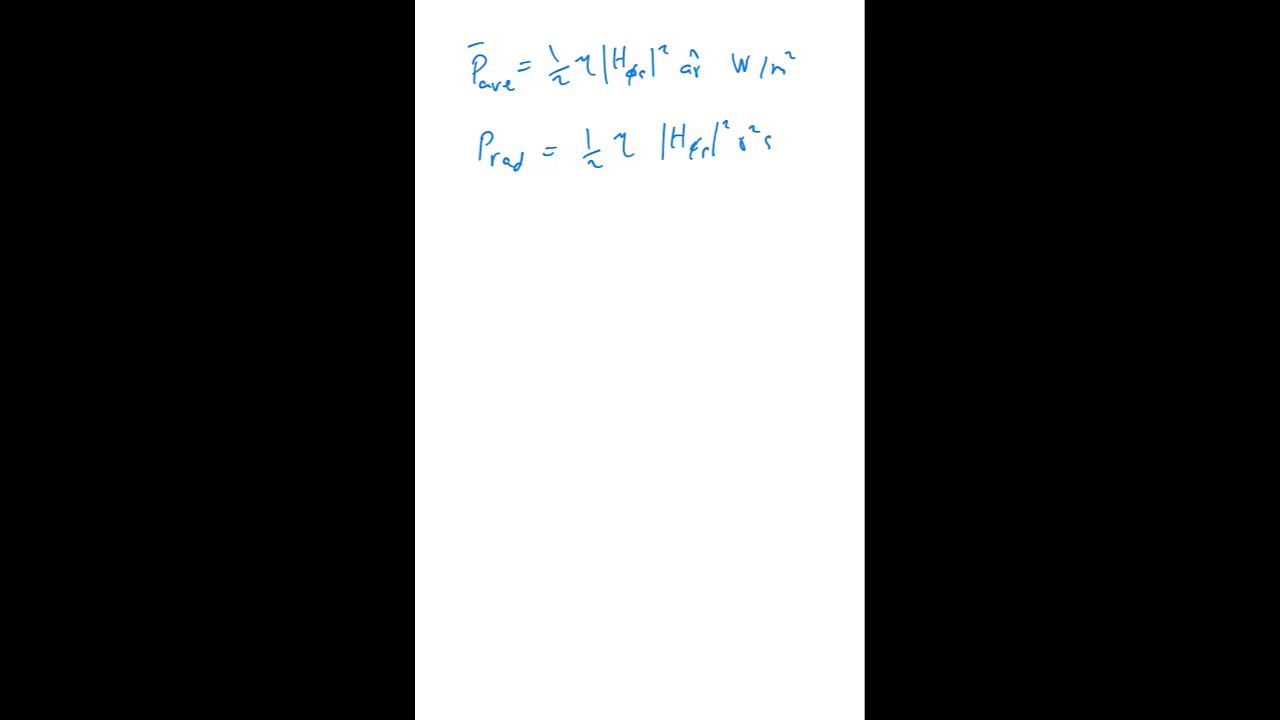 P̄ave = 1/2 η |Hφs|² âr W/m²
Prad = 1/2 η |Hφs|² r² s